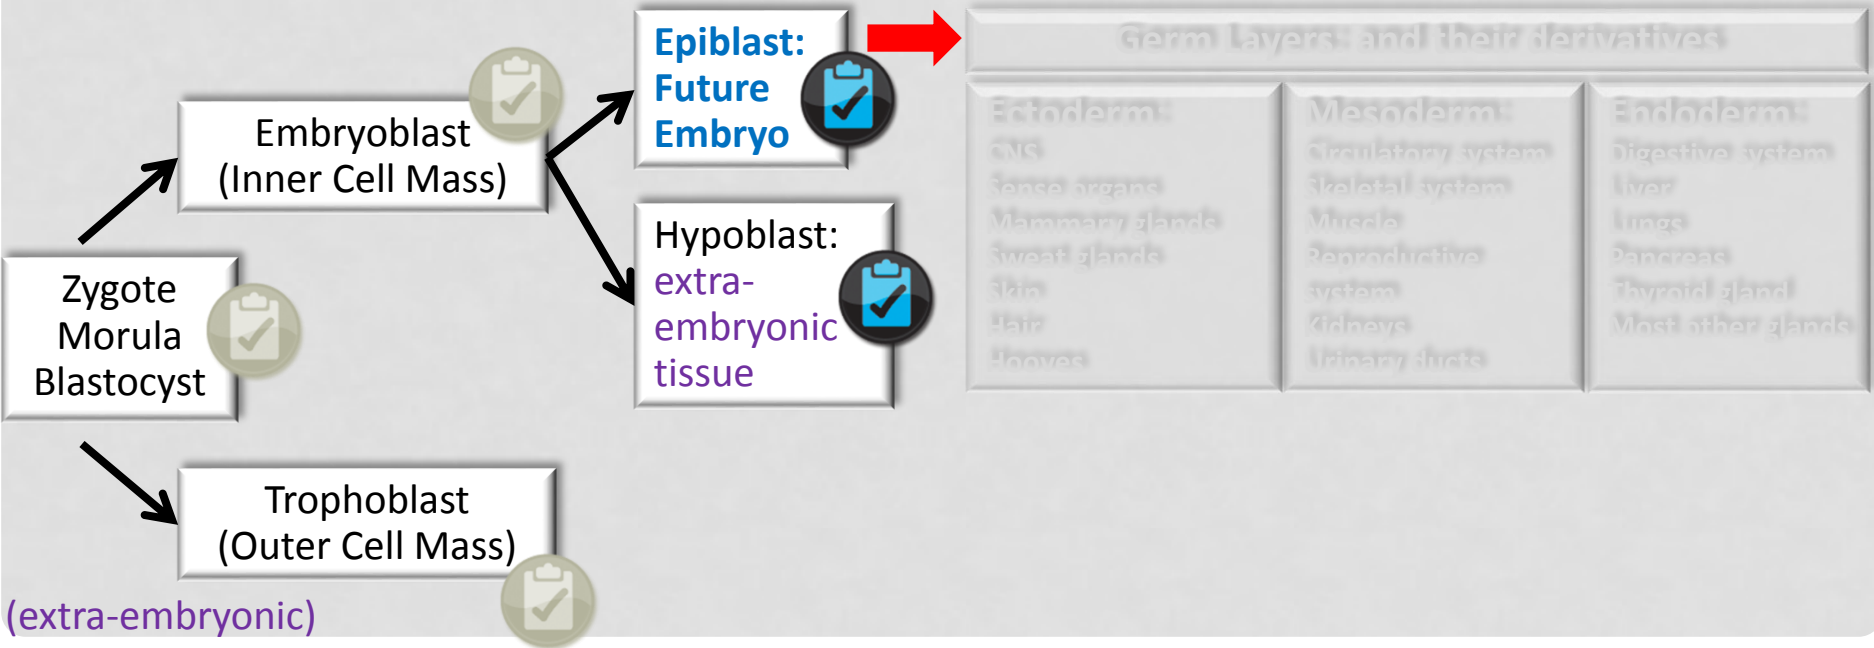 Epiblast:
Future
Embryo
Germ Layers: and their derivatives
Embryoblast
(Inner Cell Mass)
Hypoblast:
extra-
embryonic
tissue
Ectoderm:
CNS
Sense organs
Mammary glands
Sweat glands
Skin
Hair
Hooves
Mesoderm:
Circulatory system
Skeletal system
Muscle
Reproductive
system
Kidneys
Urinary ducts
Endoderm:
Digestive system
Liver
Lungs
Pancreas
Thyroid gland
Most other glands
Zygote
Morula
Blastocyst
Trophoblast
(Outer Cell Mass)
(extra-embryonic)